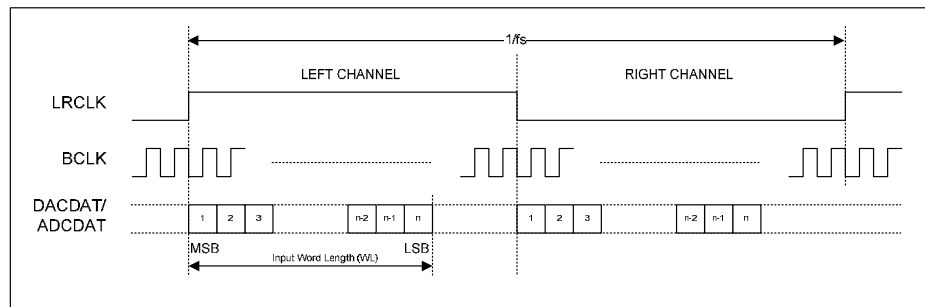 1/fs
LEFT CHANNEL RIGHT CHANNEL
LRCLK
BCLK
DACDAT/
ADCDAT
1 2 3 n-2 n-1 n 1 2 3 n-2 n-1 n
MSB LSB
Input Word Length (WL)